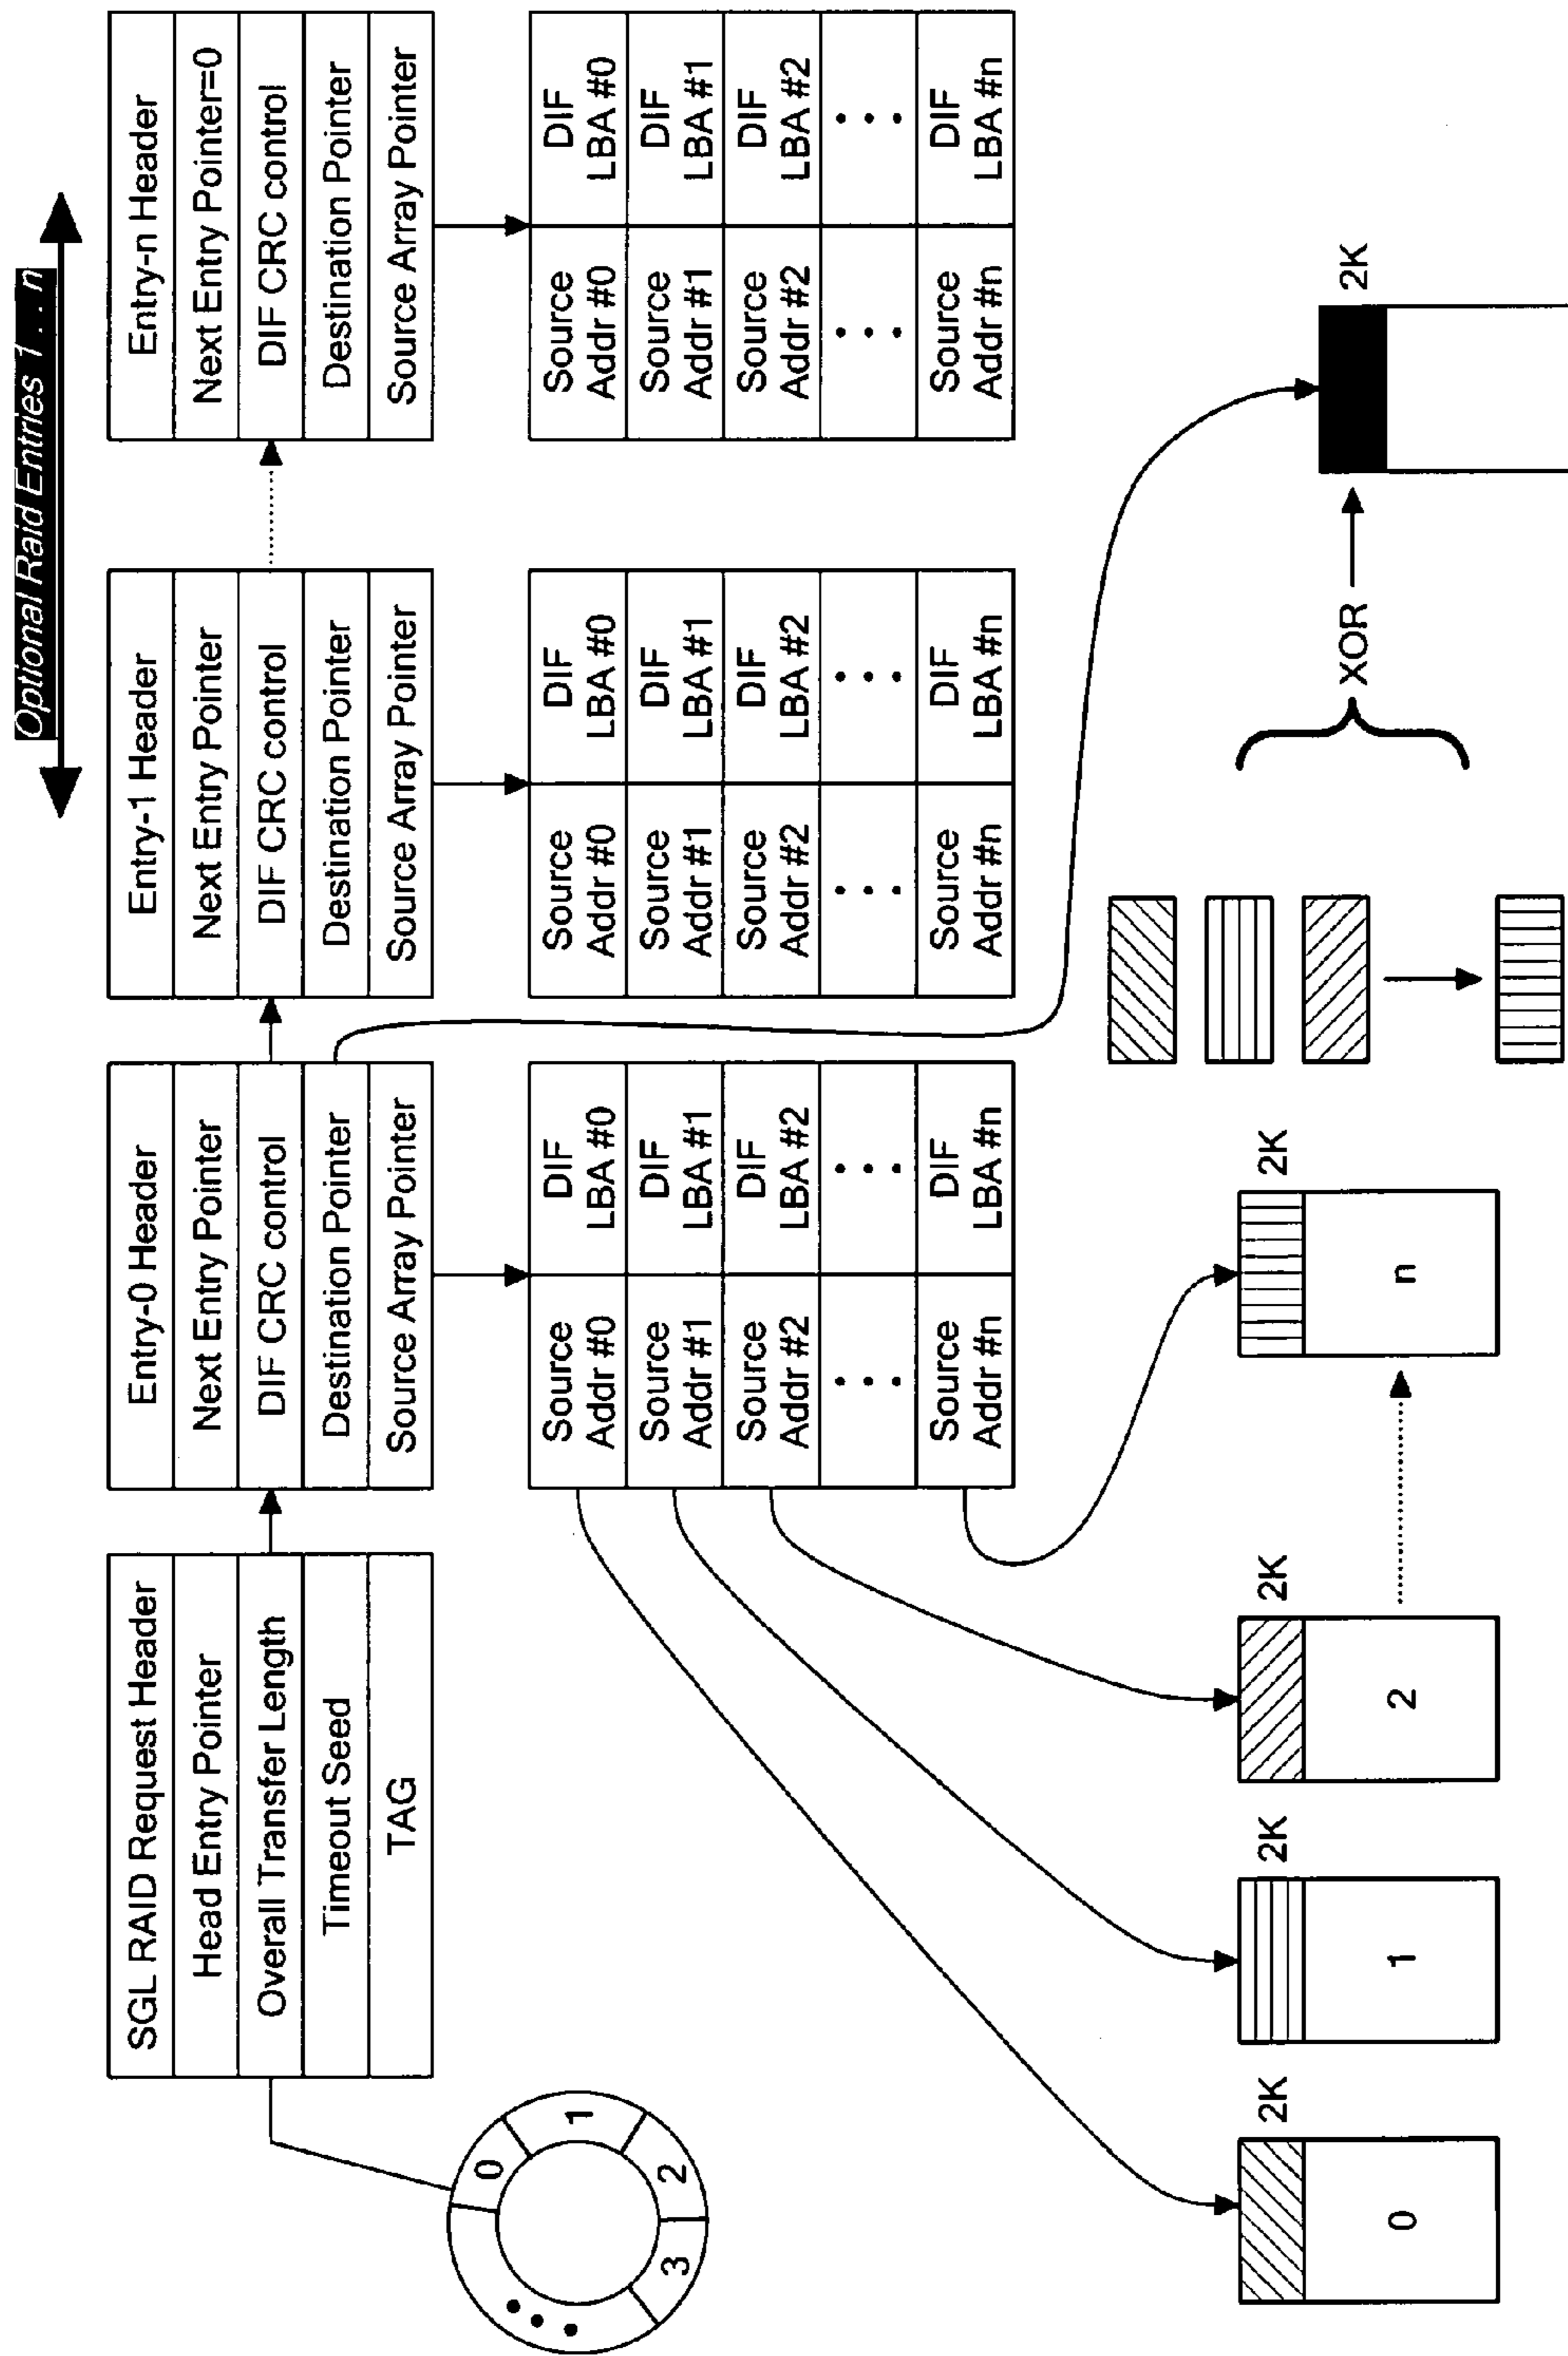 Optional Raid Entries 1 . . n
SGL RAID Request Header
Head Entry Pointer
Overall Transfer Length
Timeout Seed
TAG
Entry-0 Header
Next Entry Pointer
DIF CRC control
Destination Pointer
Source Array Pointer
Entry-1 Header
Next Entry Pointer
DIF CRC control
Destination Pointer
Source Array Pointer
Entry-n Header
Next Entry Pointer=0
DIF CRC control
Destination Pointer
Source Array Pointer
0
1
2
3
Source
Addr #0
DIF
LBA #0
Source
Addr #1
DIF
LBA #1
Source
Addr #2
DIF
LBA #2
Source
Addr #n
DIF
LBA #n
Source
Addr #0
DIF
LBA #0
Source
Addr #1
DIF
LBA #1
Source
Addr #2
DIF
LBA #2
Source
Addr #n
DIF
LBA #n
Source
Addr #0
DIF
LBA #0
Source
Addr #1
DIF
LBA #1
Source
Addr #2
DIF
LBA #2
Source
Addr #n
DIF
LBA #n
2K
0
2K
1
2K
2
2K
n
XOR
2K